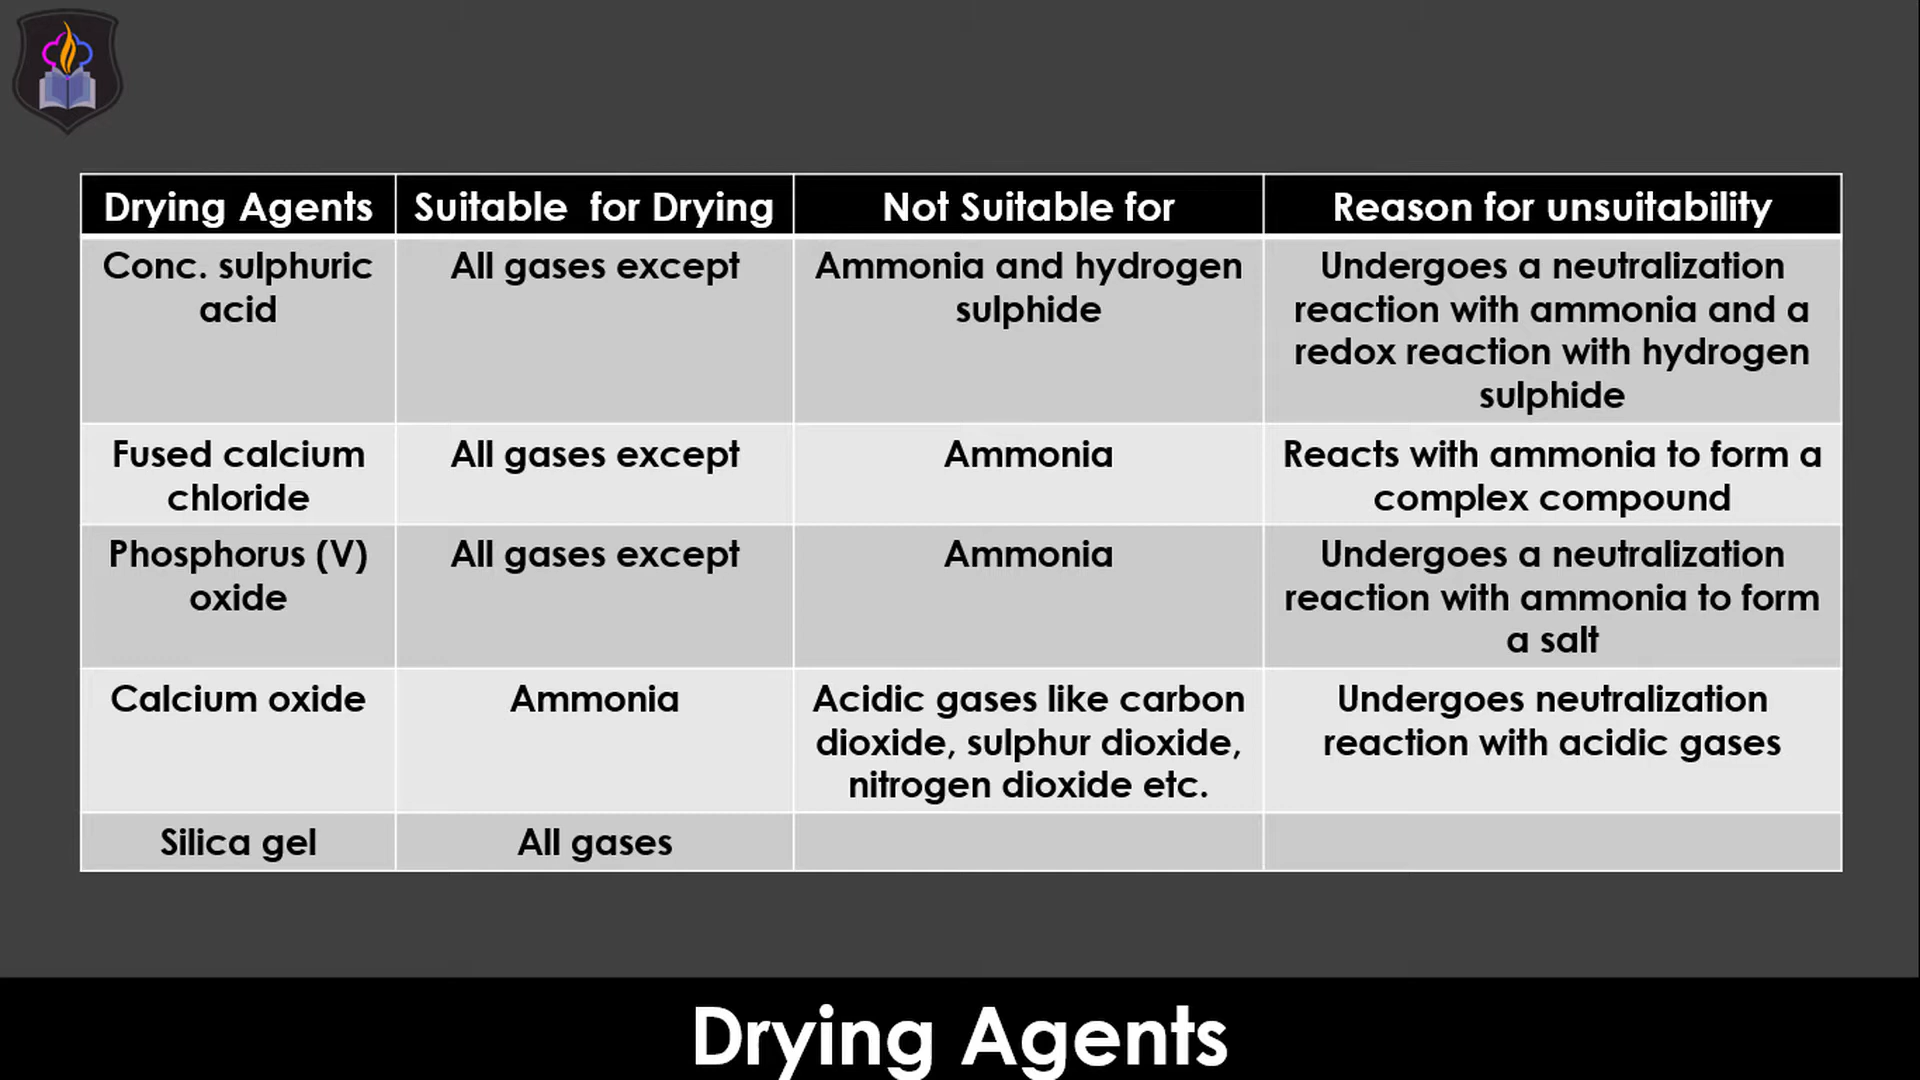 Drying Agents
Suitable for Drying
Not Suitable for
Reason for unsuitability
Conc. sulphuric
acid
All gases except
Ammonia and hydrogen
sulphide
Undergoes a neutralization
reaction with ammonia and a
redox reaction with hydrogen
sulphide
Fused calcium
chloride
All gases except
Ammonia
Reacts with ammonia to form a
complex compound
Phosphorus (V)
oxide
All gases except
Ammonia
Undergoes a neutralization
reaction with ammonia to form
a salt
Calcium oxide
Ammonia
Acidic gases like carbon
dioxide, sulphur dioxide,
nitrogen dioxide etc.
Undergoes neutralization
reaction with acidic gases
Silica gel
All gases
Drying Agents